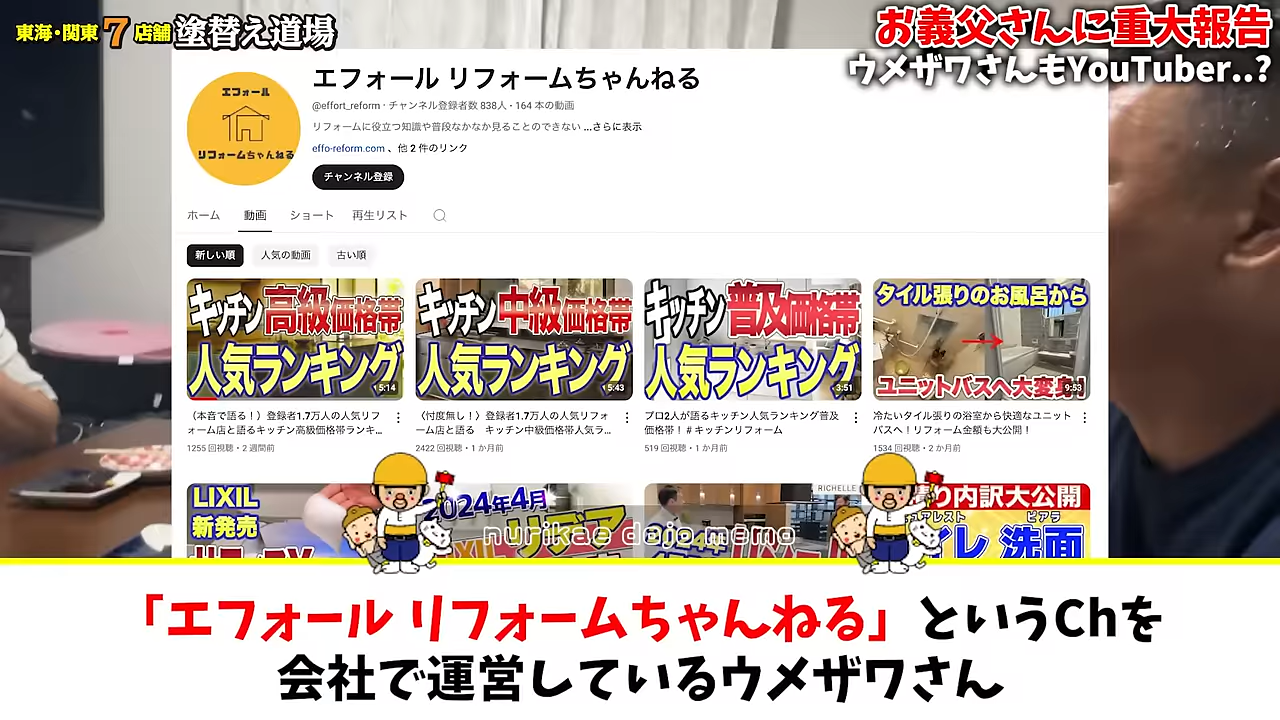 東海・関東7店舗 塗替え道場
お義父さんに重大報告
ウメザワさんもYouTuber..?
エフォール
リフォームちゃんねる
エフォール リフォームちゃんねる
@effort_reform・チャンネル登録者数 838人・164 本の動画
リフォームに役立つ知識や普段なかなか見ることのできない ...さらに表示
effo-reform.com 、他 2 件のリンク
チャンネル登録
ホーム 動画 ショート 再生リスト
新しい順 人気の動画 古い順
キッチン高級価格帯
人気ランキング
5:14
キッチン中級価格帯
人気ランキング
5:43
キッチン普及価格帯
人気ランキング
3:51
タイル張りのお風呂から
ユニットバスへ大変身!
9:53
（本音で語る！）登録者1.7万人の人気リフ
ォーム店と語るキッチン高級価格帯ランキ...
1255 回視聴・2 週間前
（忖度無し！）登録者1.7万人の人気リフォ
ーム店と語る キッチン中級価格帯人気ラ...
2422 回視聴・1 か月前
プロ2人が語るキッチン人気ランキング普及
価格帯！＃キッチンリフォーム
519 回視聴・1 か月前
冷たいタイル張りの浴室から快適なユニット
バスへ！リフォーム金額も大公開！
1534 回視聴・2 か月前
LIXIL
新発売
2024年4月
RICHELLE
り内訳大公開
ピアラ
イレ 洗面
nurikae dojo memo
「エフォール リフォームちゃんねる」というChを
会社で運営しているウメザワさん